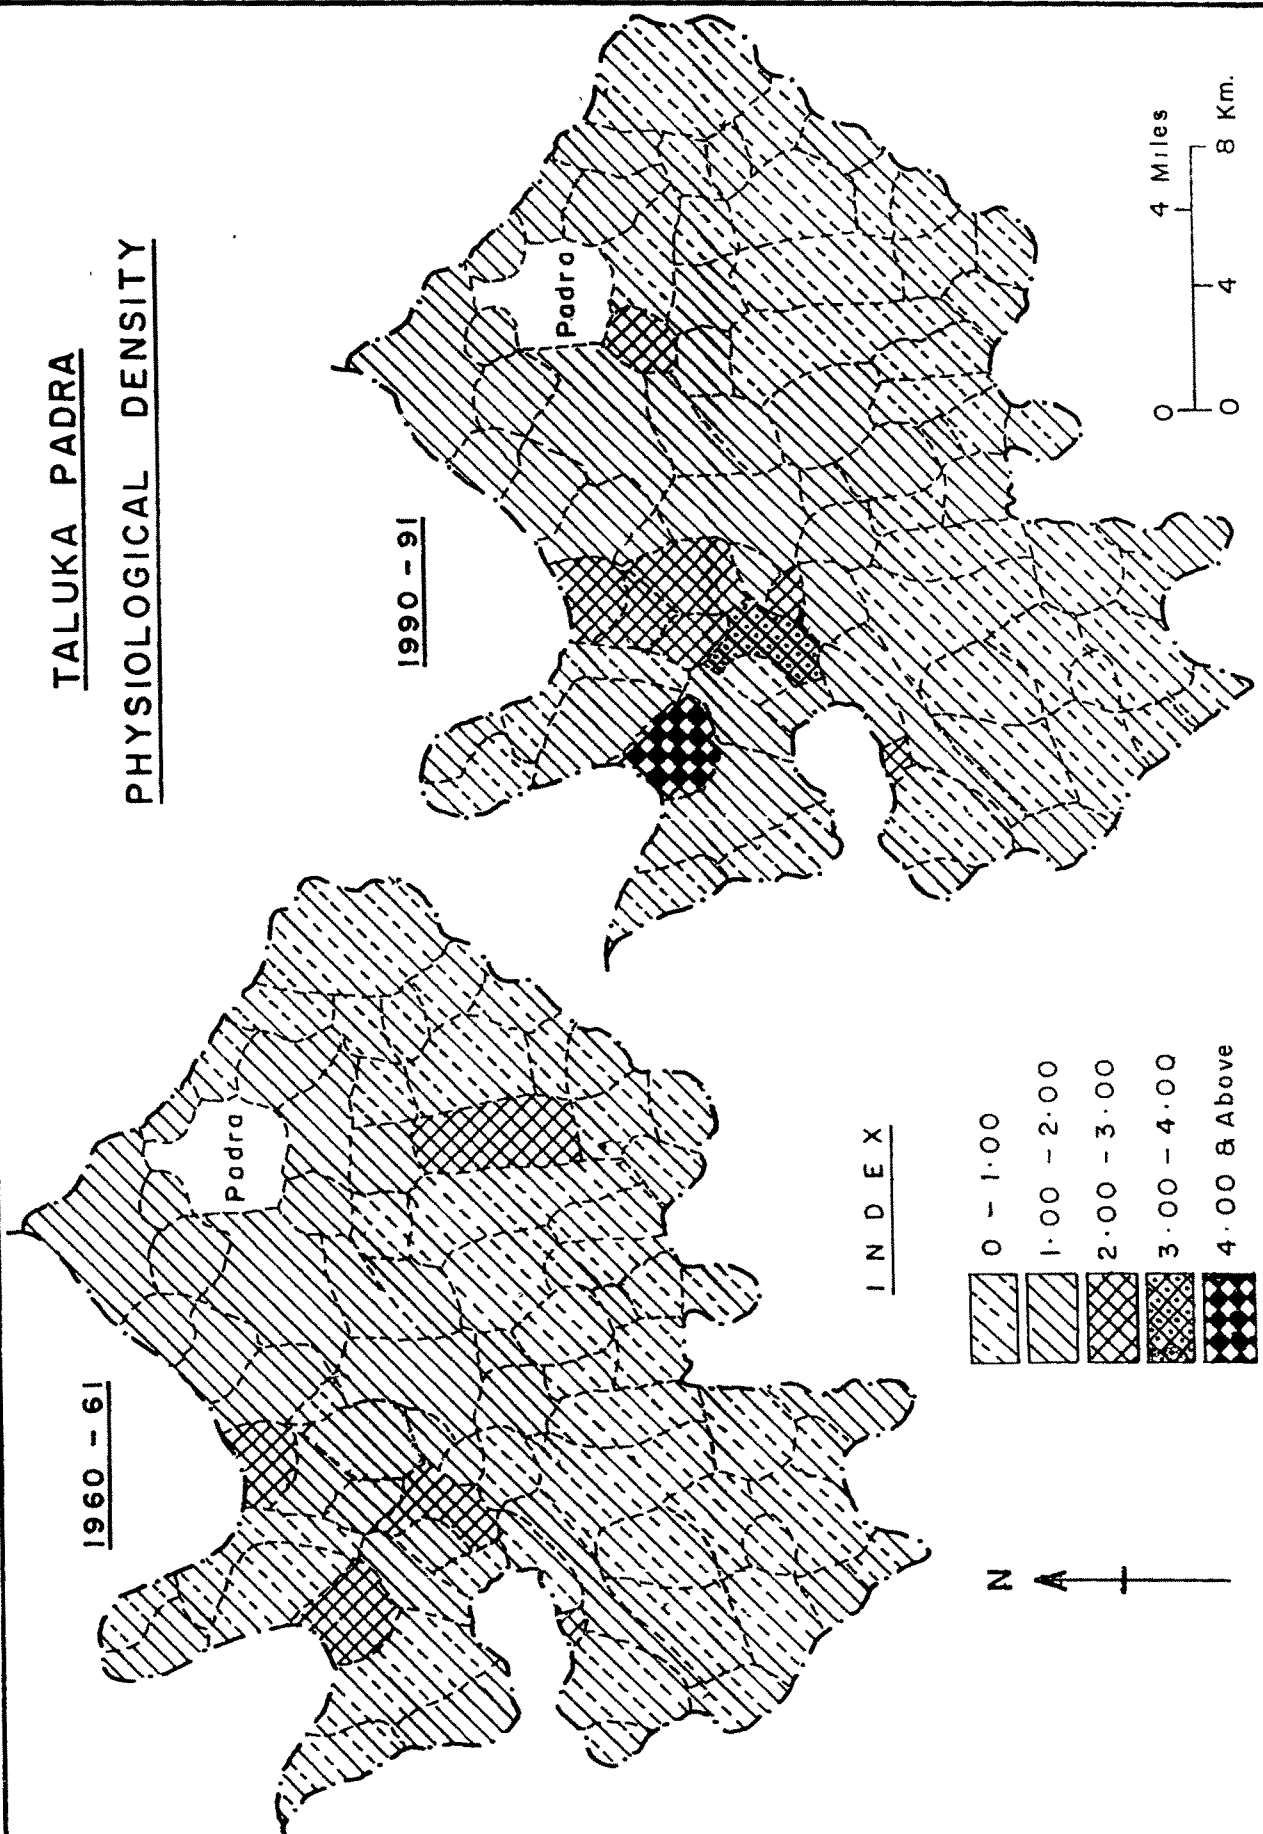 TALUKA PADRA
PHYSIOLOGICAL DENSITY
1960 - 61
Padra
1990 - 91
Padra
N
INDEX
0 - 1·00
1·00 - 2·00
2·00 - 3·00
3·00 - 4·00
4·00 & Above
0 4 Miles
0 4 8 Km.